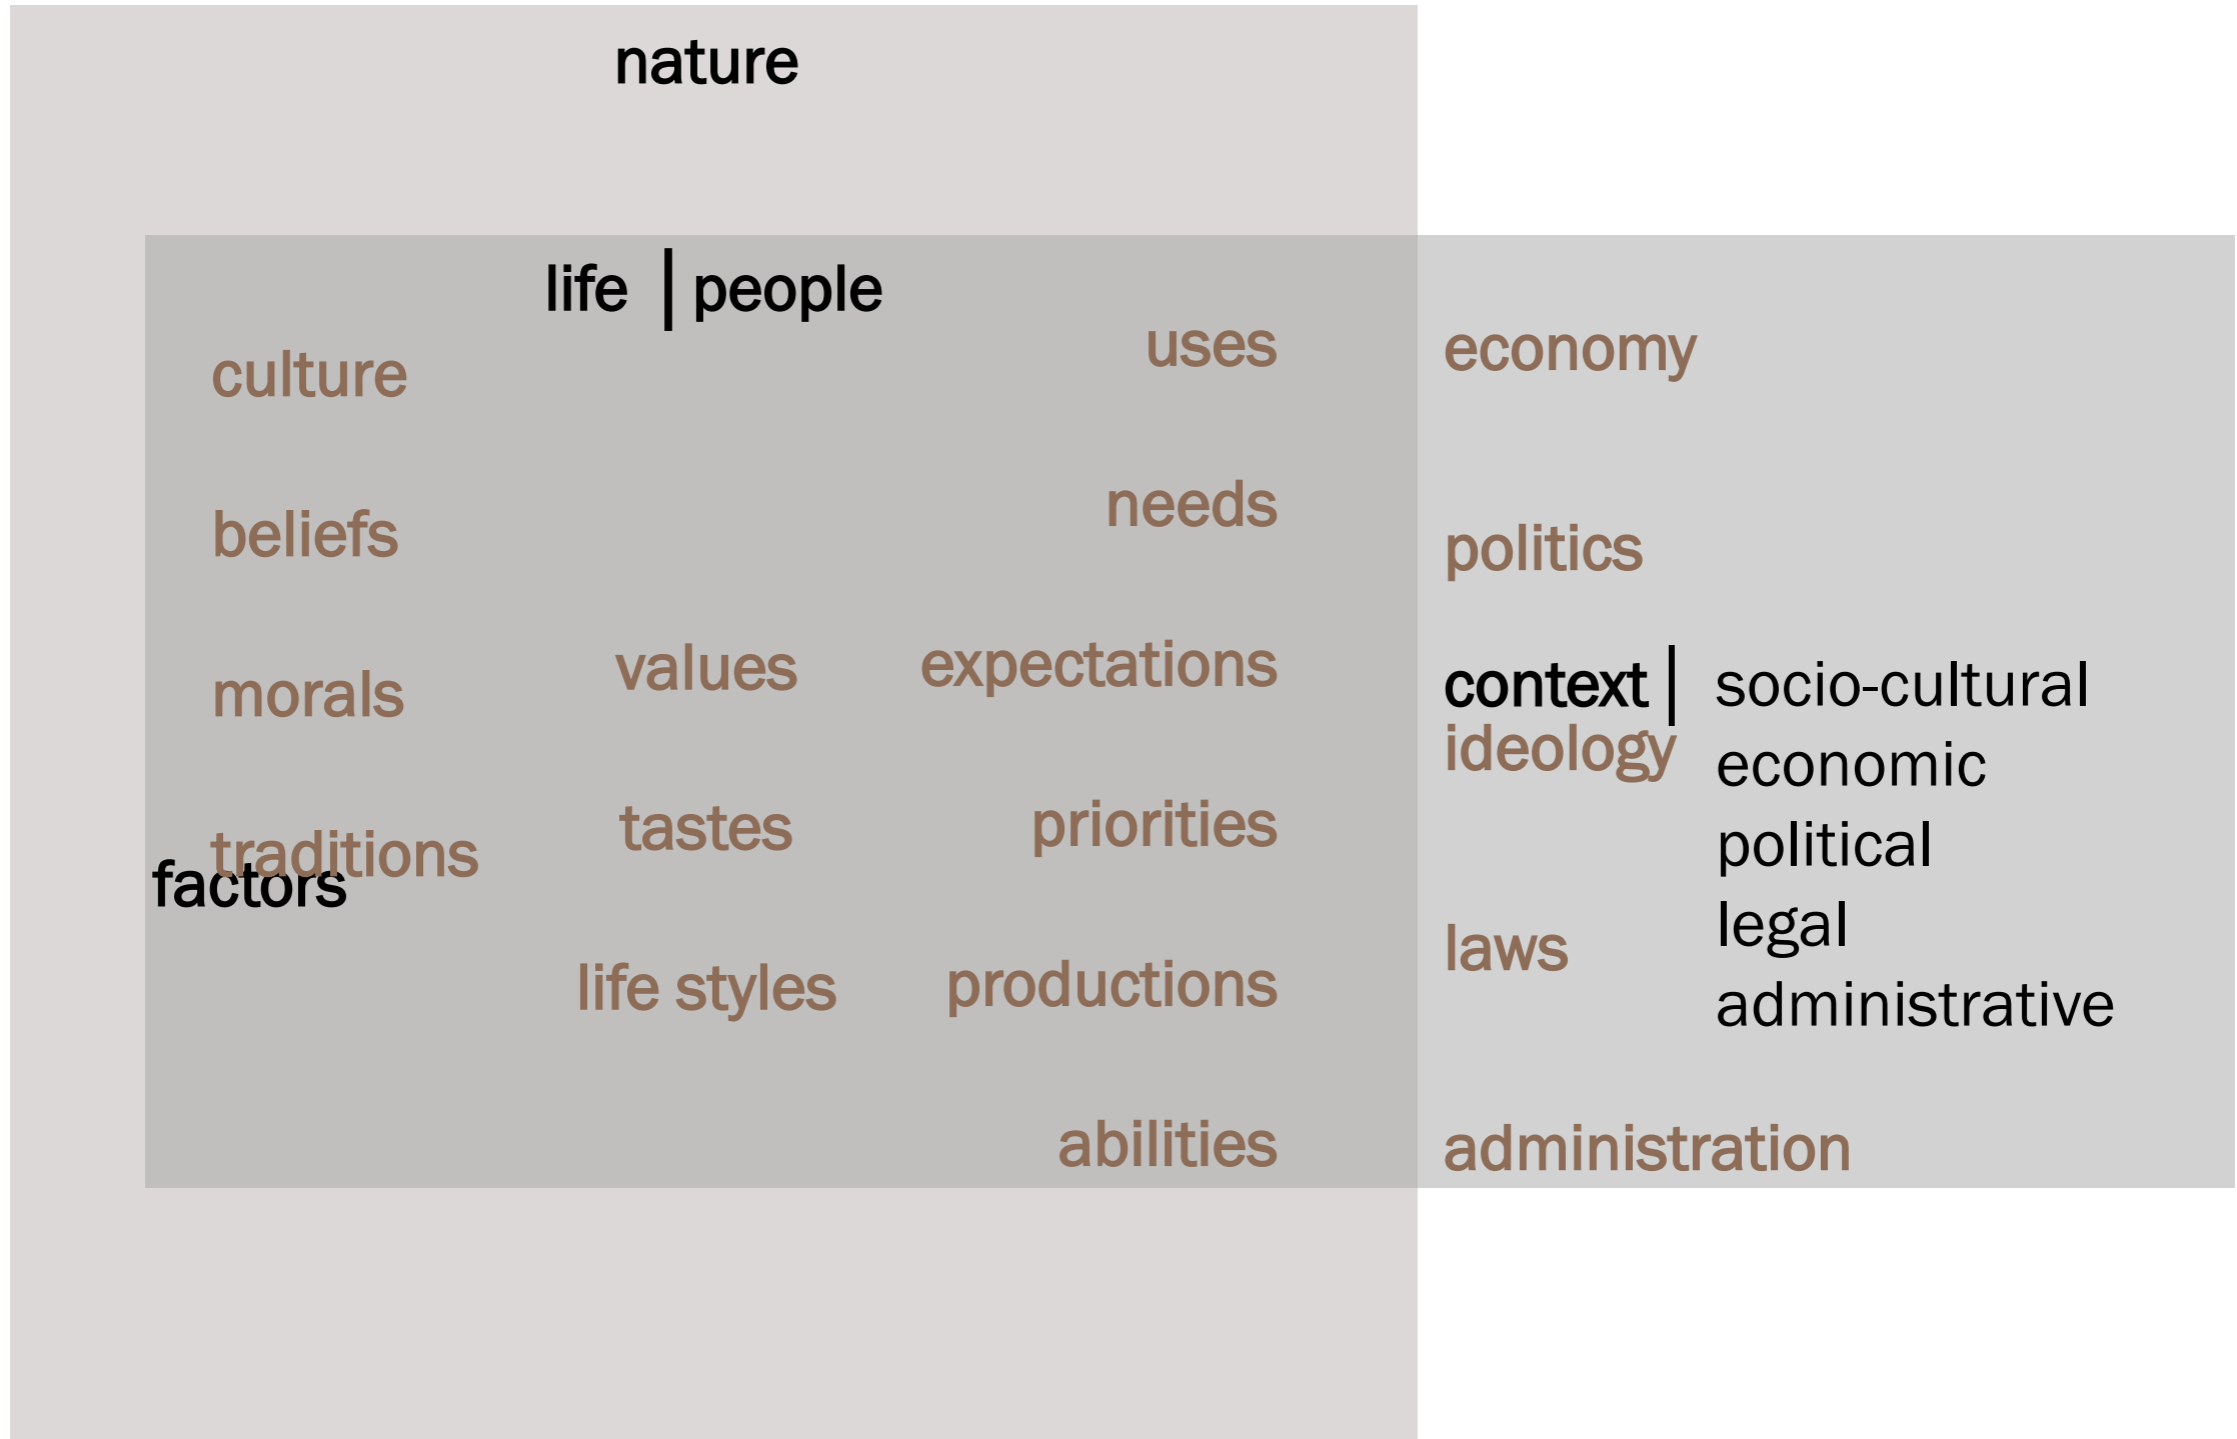 nature
life | people
culture
beliefs
morals
traditions
factors
values
tastes
life styles
uses
needs
expectations
priorities
productions
abilities
economy
politics
context |
ideology
laws
administration
socio-cultural
economic
political
legal
administrative